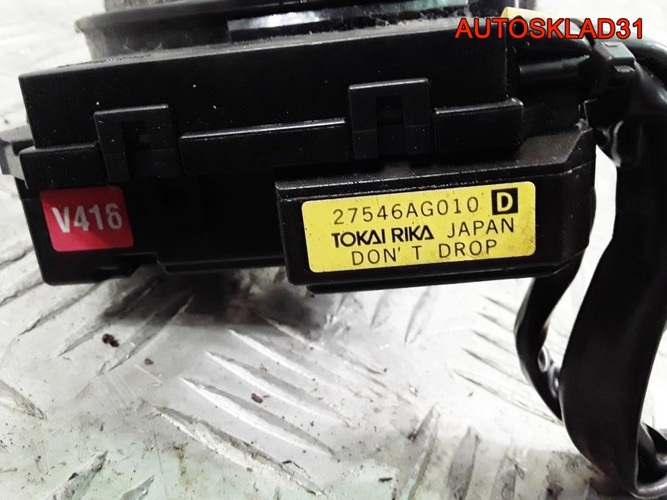 AUTOSKLAD31
V416
27546AG010 D
TOKAI RIKA JAPAN
DON'T DROP